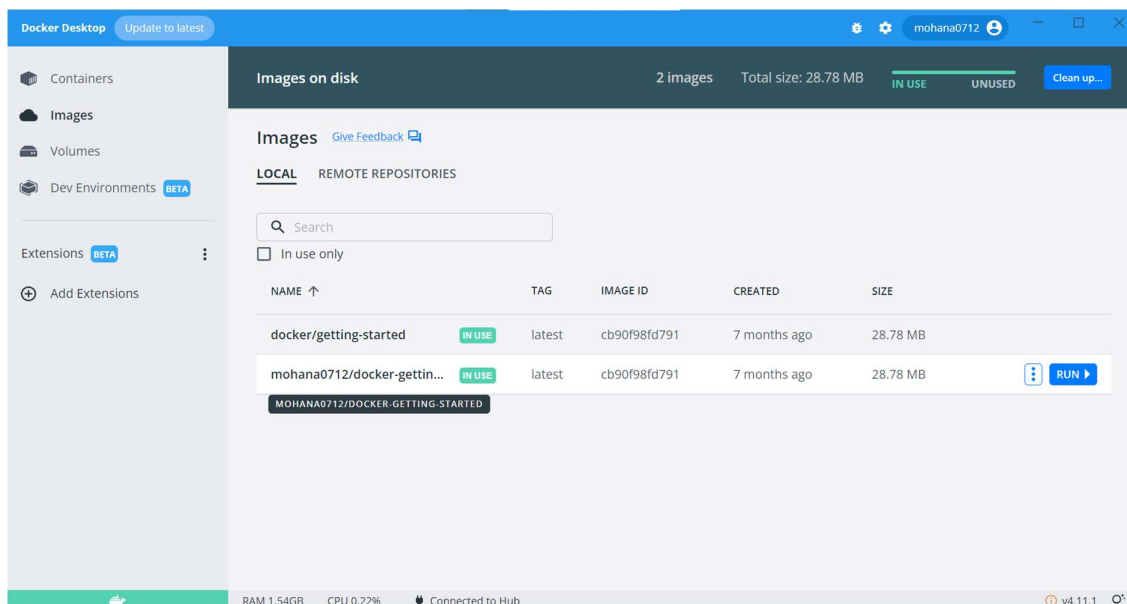 Docker Desktop Update to latest mohana0712
Containers
Images
Volumes
Dev Environments BETA
Extensions BETA
Add Extensions
Images on disk 2 images Total size: 28.78 MB IN USE UNUSED Clean up...
Images Give Feedback
LOCAL REMOTE REPOSITORIES
Search
In use only
NAME TAG IMAGE ID CREATED SIZE
docker/getting-started IN USE latest cb90f98fd791 7 months ago 28.78 MB
mohana0712/docker-gettin... IN USE latest cb90f98fd791 7 months ago 28.78 MB RUN
MOHANA0712/DOCKER-GETTING-STARTED
RAM 1.54GB CPU 0.22% Connected to Hub v4.11.1